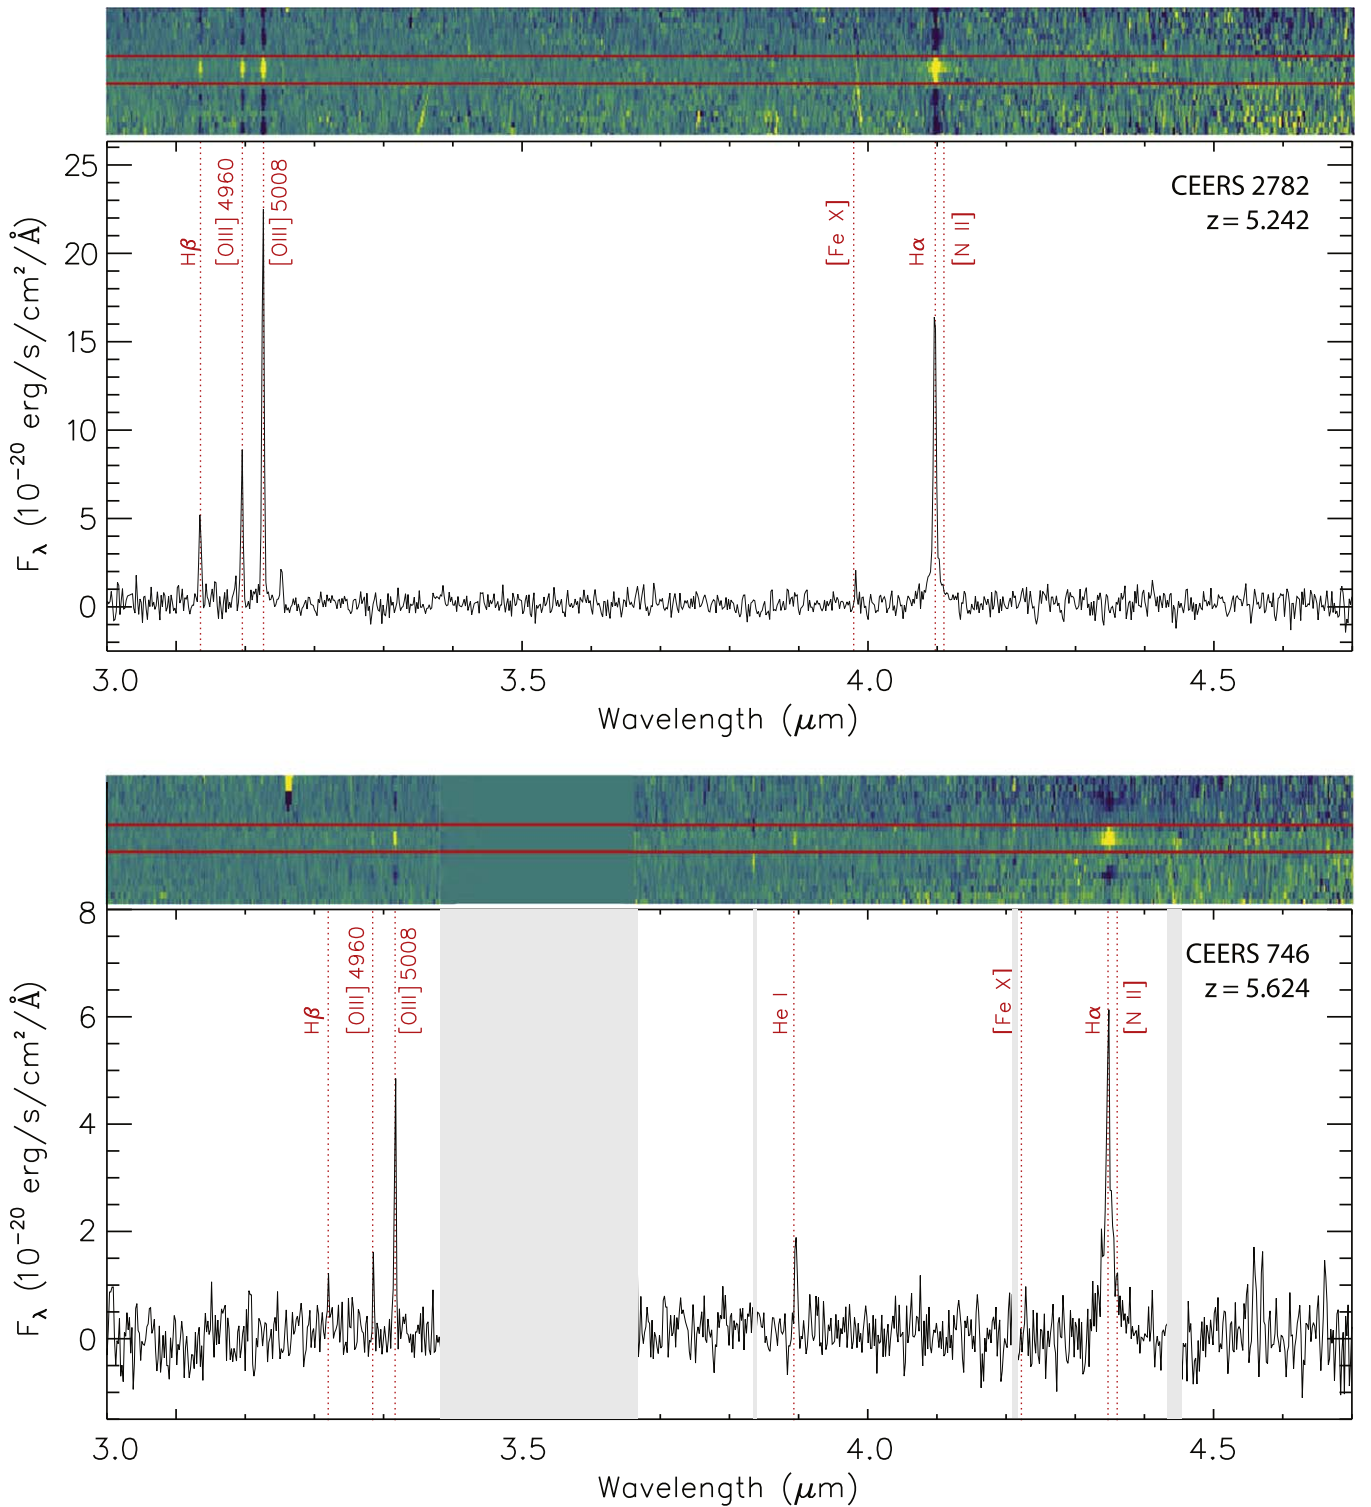 25
20
15
10
5
0
F_λ (10⁻²⁰ erg/s/cm²/Å)
Hβ
[OIII] 4960
[OIII] 5008
[Fe X]
Hα
[N II]
CEERS 2782
z = 5.242
3.0 3.5 4.0 4.5
Wavelength (μm)
8
6
4
2
0
F_λ (10⁻²⁰ erg/s/cm²/Å)
Hβ
[OIII] 4960
[OIII] 5008
He I
[Fe X]
Hα
[N II]
CEERS 746
z = 5.624
3.0 3.5 4.0 4.5
Wavelength (μm)